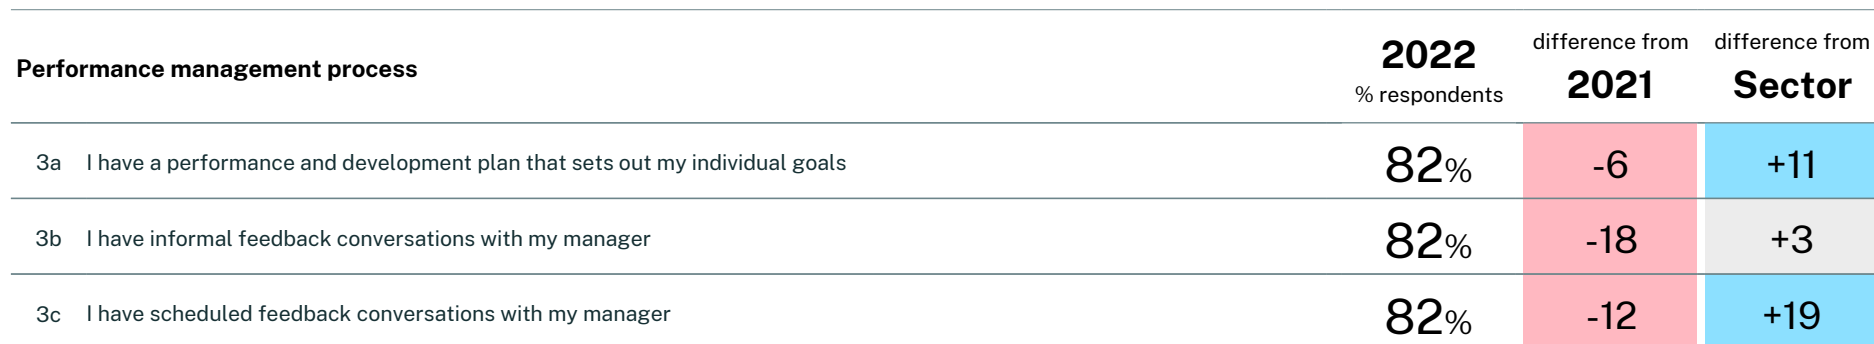 Performance management process 2022 % respondents difference from 2021 difference from Sector
3a I have a performance and development plan that sets out my individual goals 82% -6 +11
3b I have informal feedback conversations with my manager 82% -18 +3
3c I have scheduled feedback conversations with my manager 82% -12 +19